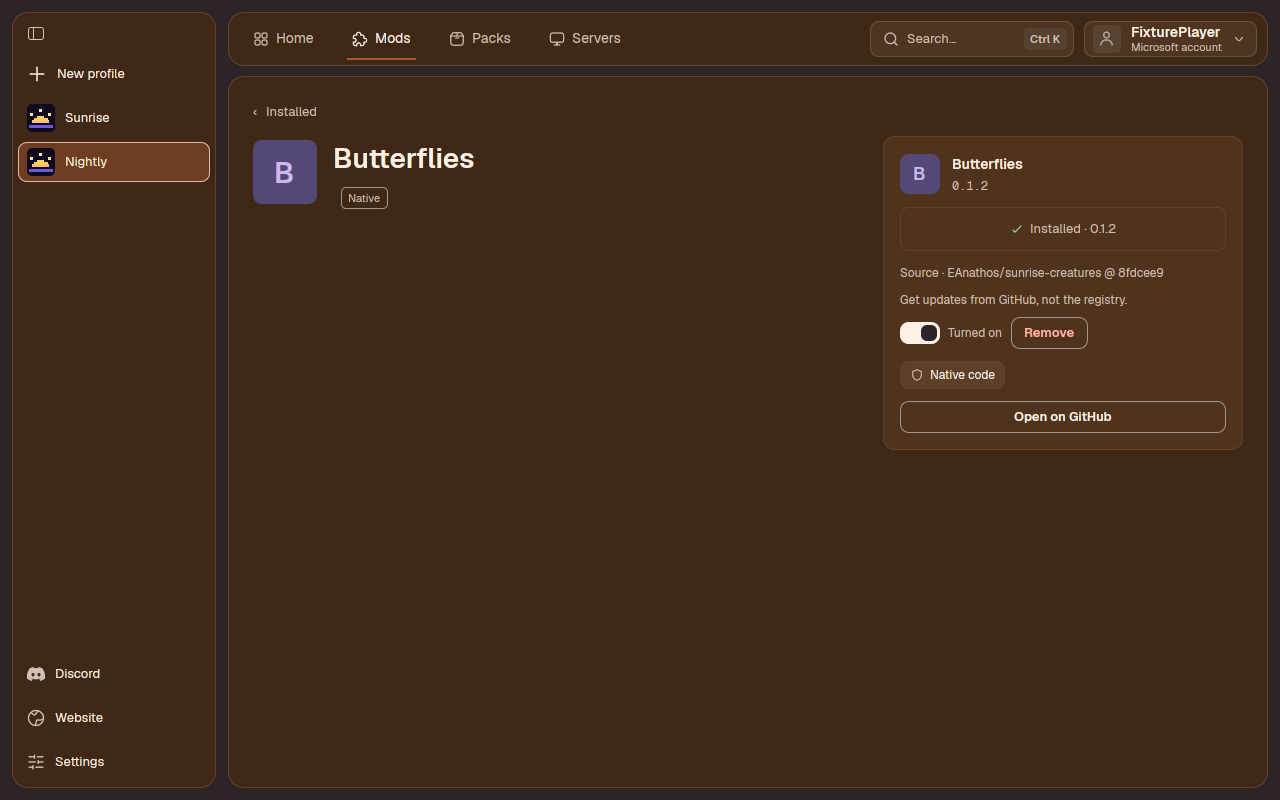 New profile
Sunrise
Nightly
Discord
Website
Settings
Home
Mods
Packs
Servers
Search...
Ctrl K
FixturePlayer
Microsoft account
‹ Installed
B
Butterflies
Native
B
Butterflies
0.1.2
Installed · 0.1.2
Source · EAnathos/sunrise-creatures @ 8fdcee9
Get updates from GitHub, not the registry.
Turned on
Remove
Native code
Open on GitHub